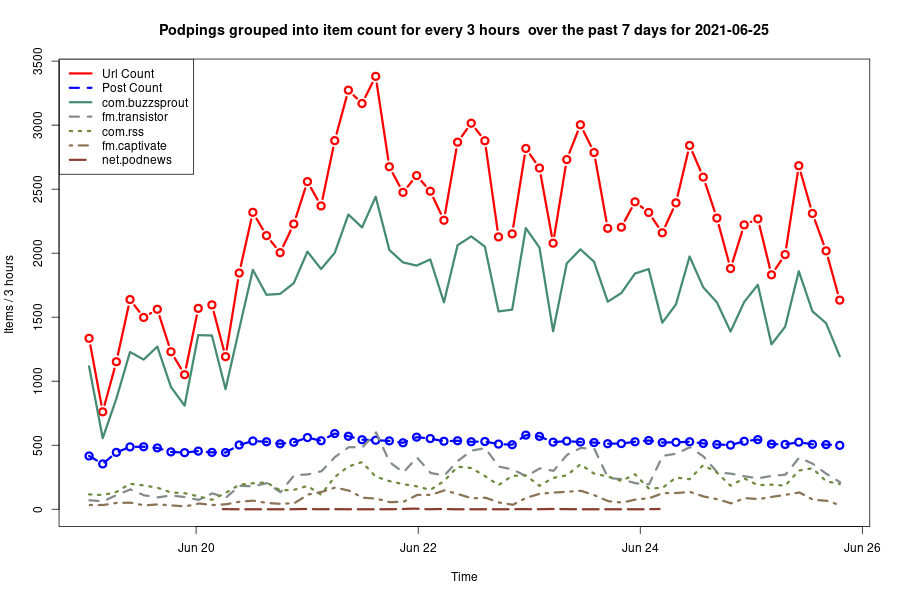 Podpings grouped into item count for every 3 hours  over the past 7 days for 2021-06-25
Url Count
Post Count
com.buzzsprout
fm.transistor
com.rss
fm.captivate
net.podnews
Items / 3 hours
3500
3000
2500
2000
1500
1000
500
0
Jun 20
Jun 22
Jun 24
Jun 26
Time